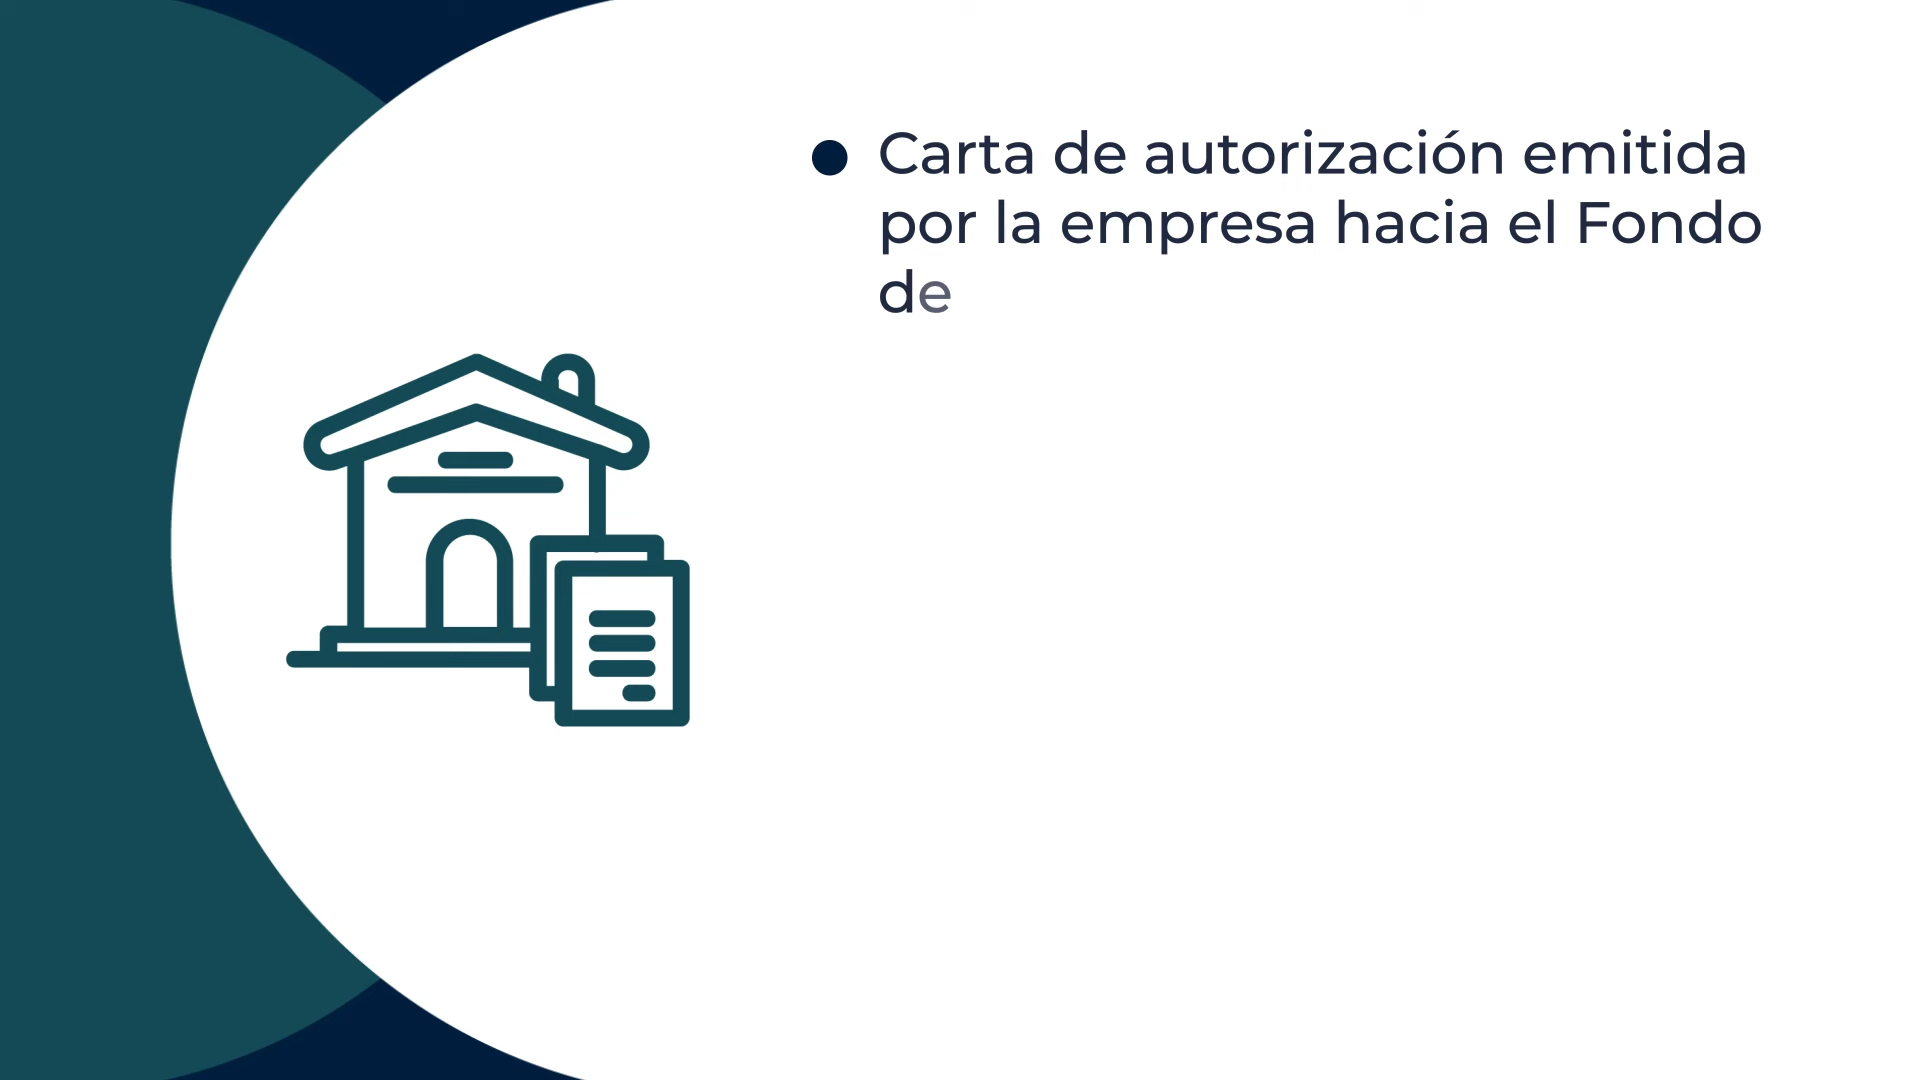 Carta de autorización emitida
por la empresa hacia el Fondo
de